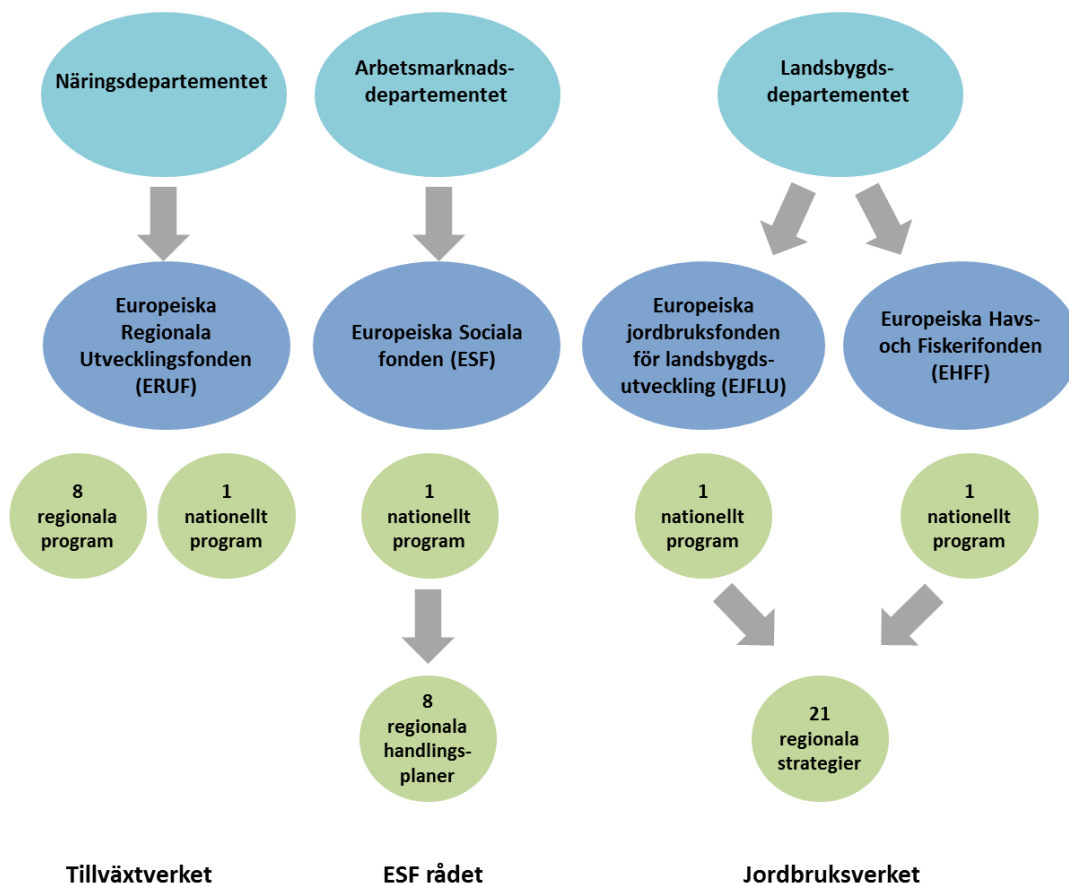 Näringsdepartementet
Arbetsmarknads-
departementet
Landsbygds-
departementet
Europeiska
Regionala
Utvecklingsfonden
(ERUF)
Europeiska Sociala
fonden (ESF)
Europeiska
jordbruksfonden
för landsbygds-
utveckling (EJFLU)
Europeiska Havs-
och Fiskerifonden
(EHFF)
8
regionala
program
1
nationellt
program
1
nationellt
program
1
nationellt
program
1
nationellt
program
8
regionala
handlings-
planer
21
regionala
strategier
Tillväxtverket
ESF rådet
Jordbruksverket